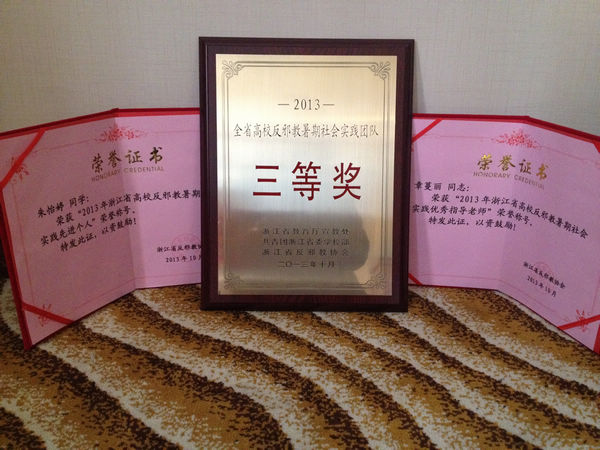 荣誉证书
HONORARY CREDENTIAL
朱怡婷 同学:
荣获“2013年浙江省高校反邪教暑期
实践先进个人”荣誉称号。
特发此证,以资鼓励!
浙江省反邪教协会
2013年10月
—2013—
全省高校反邪教暑期社会实践团队
三等奖
浙江省教育厅宣教处
共青团浙江省委学校部
浙江省反邪教协会
二〇一三年十月
荣誉证书
HONORARY CREDENTIAL
章蔓丽 同志:
荣获“2013年浙江省高校反邪教暑期社会
实践优秀指导老师”荣誉称号。
特发此证,以资鼓励!
浙江省反邪教协会
2013年10月